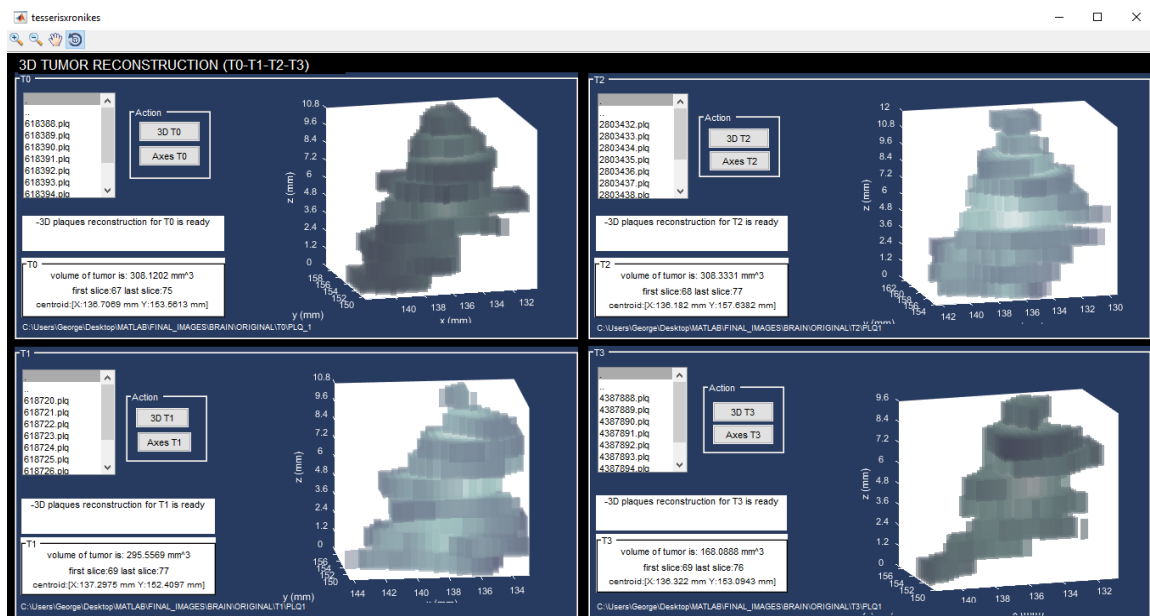 tesserisxronikes
3D TUMOR RECONSTRUCTION (T0-T1-T2-T3)
T0
.
..
618388.plq
618389.plq
618390.plq
618391.plq
618392.plq
618393.plq
618394.plq
Action
3D T0
Axes T0
-3D plaques reconstruction for T0 is ready
T0
volume of tumor is: 308.1202 mm^3
first slice:67 last slice:75
centroid:[X:136.7069 mm Y:153.5613 mm]
C:\Users\George\Desktop\MATLAB\FINAL_IMAGES\BRAIN\ORIGINAL\T0\PLQ_1
10.8
9.6
8.4
7.2
6
4.8
3.6
2.4
1.2
0
z (mm)
158
156
154
152
150
y (mm)
140
138
136
134
132
x (mm)
T2
.
..
2803432.plq
2803433.plq
2803434.plq
2803435.plq
2803436.plq
2803437.plq
2803438.plq
Action
3D T2
Axes T2
-3D plaques reconstruction for T2 is ready
T2
volume of tumor is: 308.3331 mm^3
first slice:68 last slice:77
centroid:[X:136.182 mm Y:157.6382 mm]
C:\Users\George\Desktop\MATLAB\FINAL_IMAGES\BRAIN\ORIGINAL\T2\PLQ1
12
10.8
9.6
8.4
7.2
6
4.8
3.6
2.4
1.2
0
z (mm)
162
160
158
156
154
142
140
138
136
134
132
130
T1
.
..
618720.plq
618721.plq
618722.plq
618723.plq
618724.plq
618725.plq
618726.plq
Action
3D T1
Axes T1
-3D plaques reconstruction for T1 is ready
T1
volume of tumor is: 295.5569 mm^3
first slice:69 last slice:77
centroid:[X:137.2975 mm Y:152.4097 mm]
C:\Users\George\Desktop\MATLAB\FINAL_IMAGES\BRAIN\ORIGINAL\T1\PLQ1
10.8
9.6
8.4
7.2
6
4.8
3.6
2.4
1.2
0
z (mm)
156
154
152
150
y (mm)
144
142
140
138
136
134
T3
.
..
4387888.plq
4387889.plq
4387890.plq
4387891.plq
4387892.plq
4387893.plq
4387894.plq
Action
3D T3
Axes T3
-3D plaques reconstruction for T3 is ready
T3
volume of tumor is: 168.0888 mm^3
first slice:69 last slice:76
centroid:[X:136.322 mm Y:153.0943 mm]
C:\Users\George\Desktop\MATLAB\FINAL_IMAGES\BRAIN\ORIGINAL\T3\PLQ1
9.6
8.4
7.2
6
4.8
3.6
2.4
1.2
0
z (mm)
156
154
152
150
140
138
136
134
132